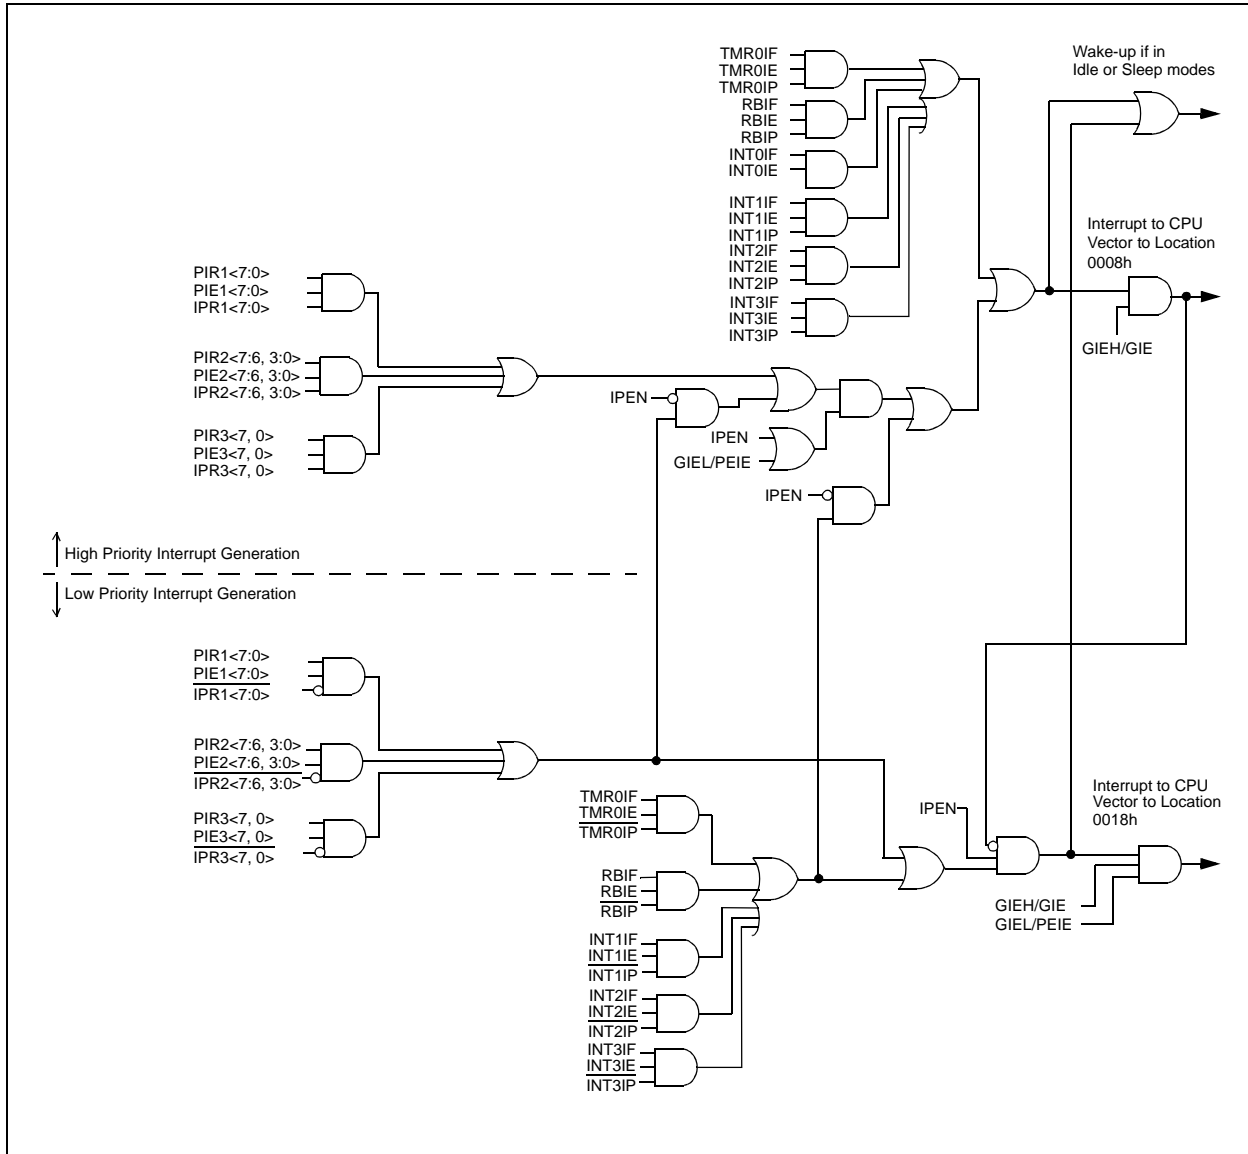 TMR0IF
TMR0IE
TMR0IP
RBIF
RBIE
RBIP
INT0IF
INT0IE
INT1IF
INT1IE
INT1IP
INT2IF
INT2IE
INT2IP
INT3IF
INT3IE
INT3IP
Wake-up if in
Idle or Sleep modes
Interrupt to CPU
Vector to Location
0008h
GIEH/GIE
PIR1<7:0>
PIE1<7:0>
IPR1<7:0>
PIR2<7:6, 3:0>
PIE2<7:6, 3:0>
IPR2<7:6, 3:0>
PIR3<7, 0>
PIE3<7, 0>
IPR3<7, 0>
IPEN
IPEN
GIEL/PEIE
IPEN
High Priority Interrupt Generation
Low Priority Interrupt Generation
PIR1<7:0>
PIE1<7:0>
IPR1<7:0>
PIR2<7:6, 3:0>
PIE2<7:6, 3:0>
IPR2<7:6, 3:0>
PIR3<7, 0>
PIE3<7, 0>
IPR3<7, 0>
TMR0IF
TMR0IE
TMR0IP
RBIF
RBIE
RBIP
INT1IF
INT1IE
INT1IP
INT2IF
INT2IE
INT2IP
INT3IF
INT3IE
INT3IP
IPEN
Interrupt to CPU
Vector to Location
0018h
GIEH/GIE
GIEL/PEIE